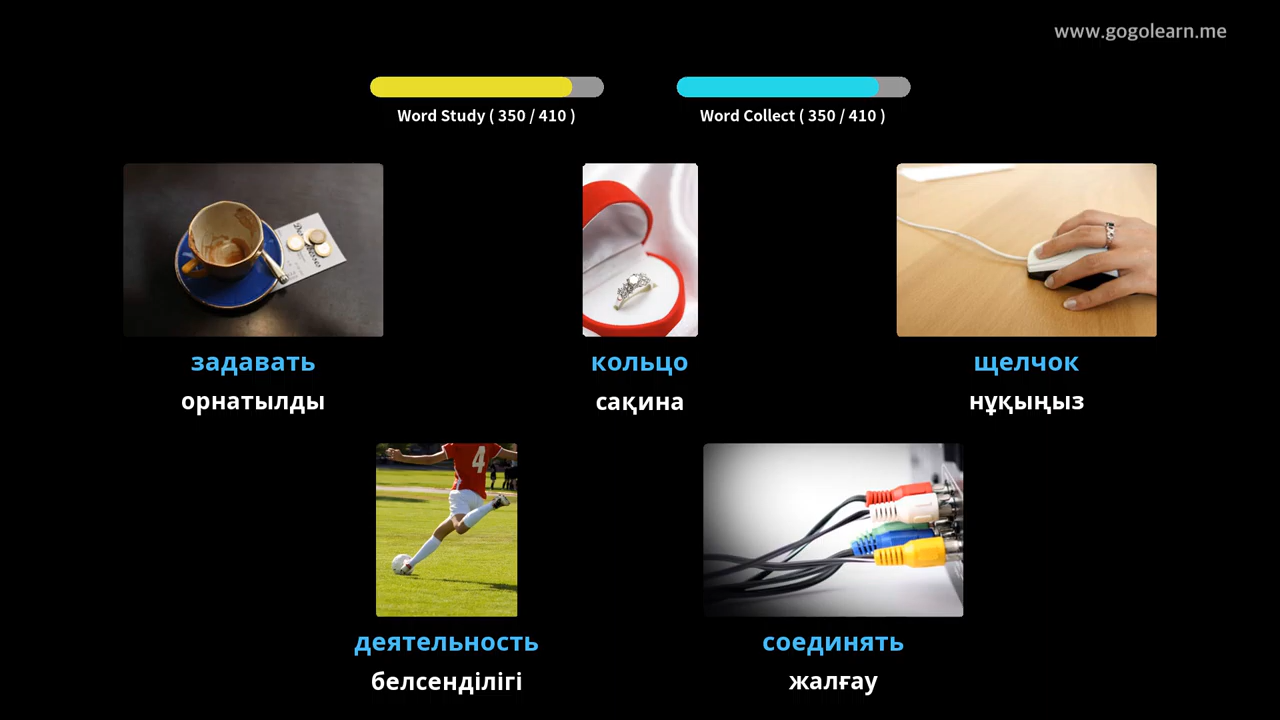 www.gogolearn.me
Word Study ( 350 / 410 )
Word Collect ( 350 / 410 )
задавать
орнатылды
кольцо
сақина
щелчок
нұқыңыз
4
деятельность
белсенділігі
соединять
жалғау